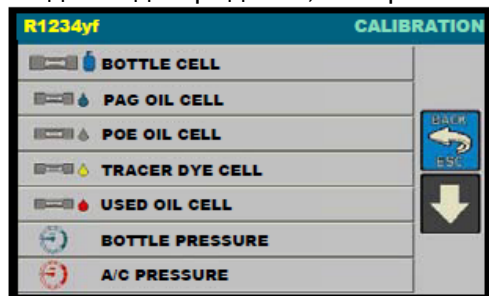 R1234yf CALIBRATION
BOTTLE CELL
PAG OIL CELL
POE OIL CELL
TRACER DYE CELL
USED OIL CELL
BOTTLE PRESSURE
A/C PRESSURE
BACK
ESC